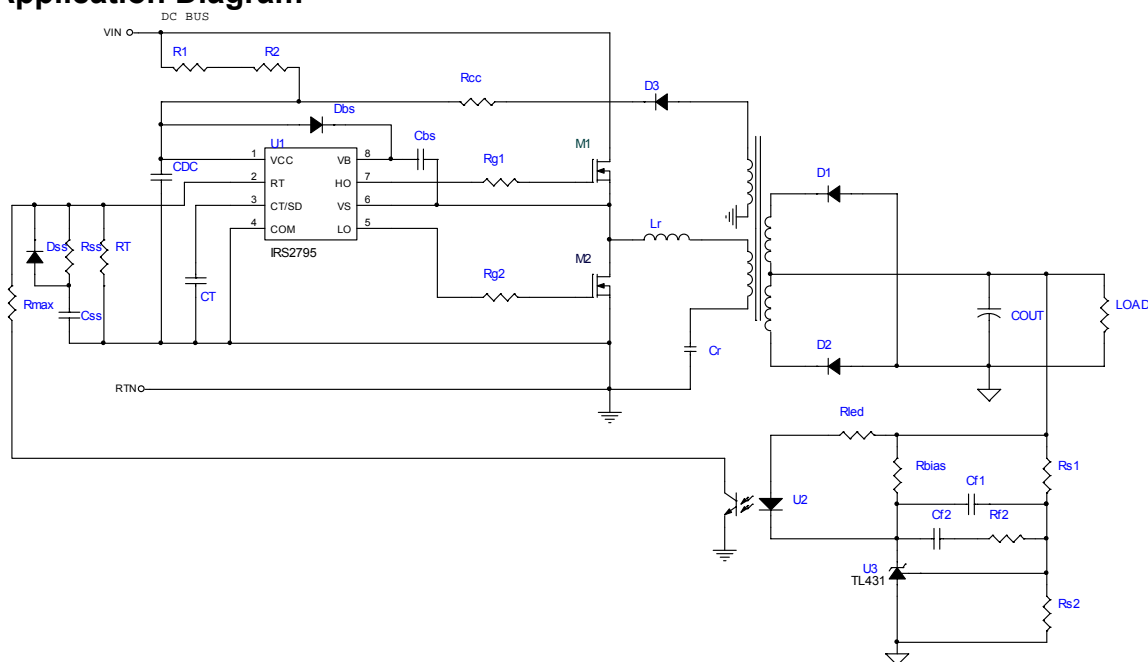 Application Diagram
DC BUS
VIN
R1
R2
Rcc
D3
Dbs
Cbs
U1
M1
CDC
1
VCC
VB
8
Rg1
2
RT
HO
7
3
CT/SD
VS
6
4
COM
LO
5
IRS2795
D1
Lr
Dss
Rss
RT
M2
Rg2
CT
Rmax
Css
COUT
LOAD
D2
Cr
RTN
Rled
Rbias
Rs1
Cf1
U2
Cf2
Rf2
U3
TL431
Rs2